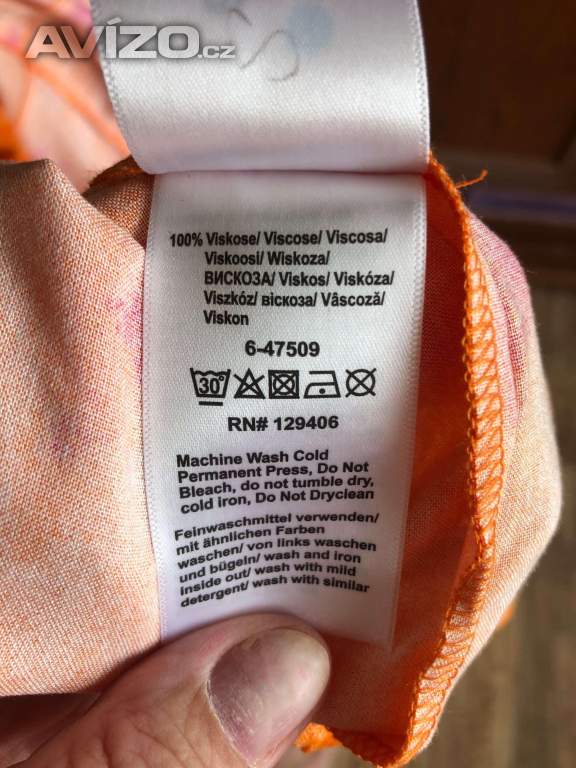 AVÍZO.cz
100% Viskose/ Viscose/ Viscosa/
Viskoosi/ Wiskoza/
ВИСКОЗА/ Viskos/ Viskóza/
Viszkóz/ віскоза/ Vâscoză/
Viskon
6-47509
30°
RN# 129406
Machine Wash Cold
Permanent Press, Do Not
Bleach, do not tumble dry,
cold iron, Do Not Dryclean
Feinwaschmittel verwenden/
mit ähnlichen Farben
waschen/ von links waschen
und bügeln/ wash and iron
Inside out/ wash with mild
detergent/ wash with similar